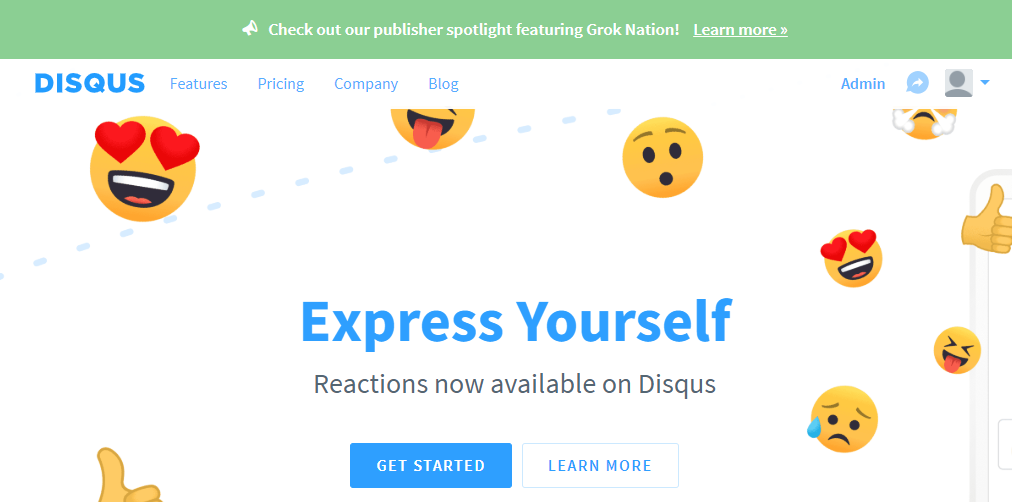 Check out our publisher spotlight featuring Grok Nation! Learn more »
DISQUS Features Pricing Company Blog Admin
Express Yourself
Reactions now available on Disqus
GET STARTED LEARN MORE